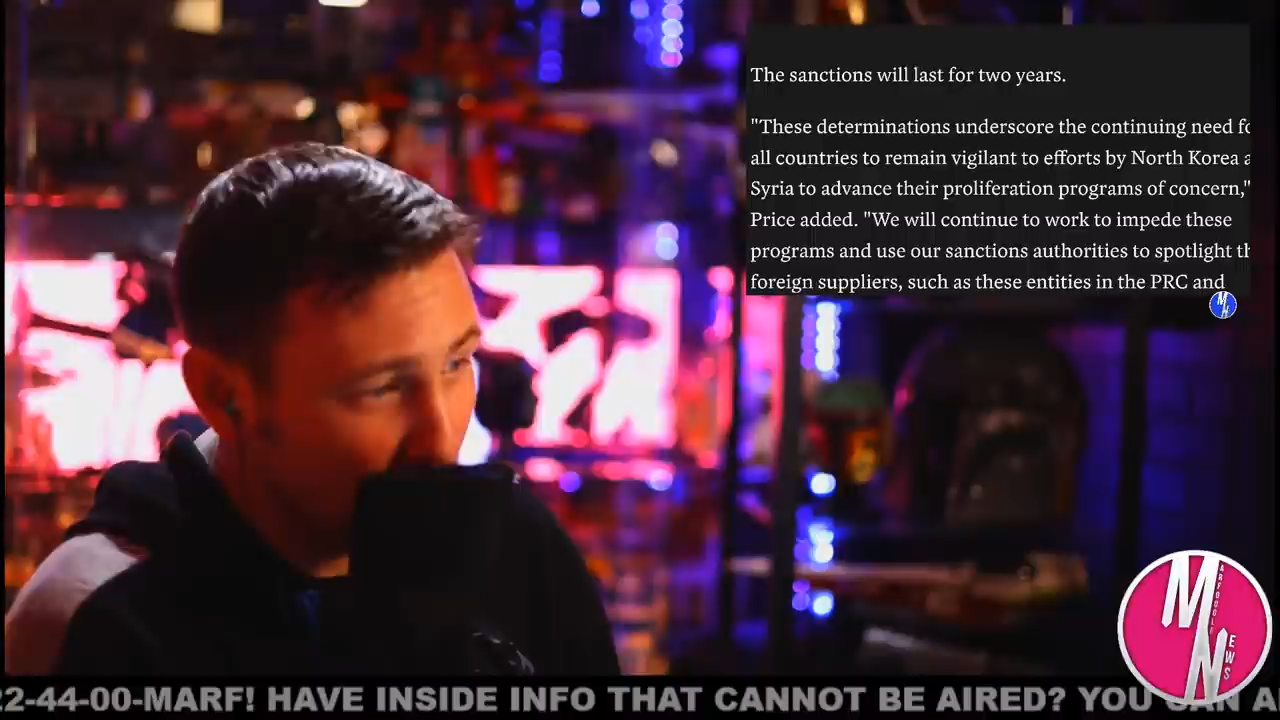 The sanctions will last for two years.
"These determinations underscore the continuing need fo
all countries to remain vigilant to efforts by North Korea a
Syria to advance their proliferation programs of concern,"
Price added. "We will continue to work to impede these
programs and use our sanctions authorities to spotlight th
foreign suppliers, such as these entities in the PRC and
MN
M
ARFOOGLE
N
EWS
22-44-00-MARF! HAVE INSIDE INFO THAT CANNOT BE AIRED? YOU CAN A